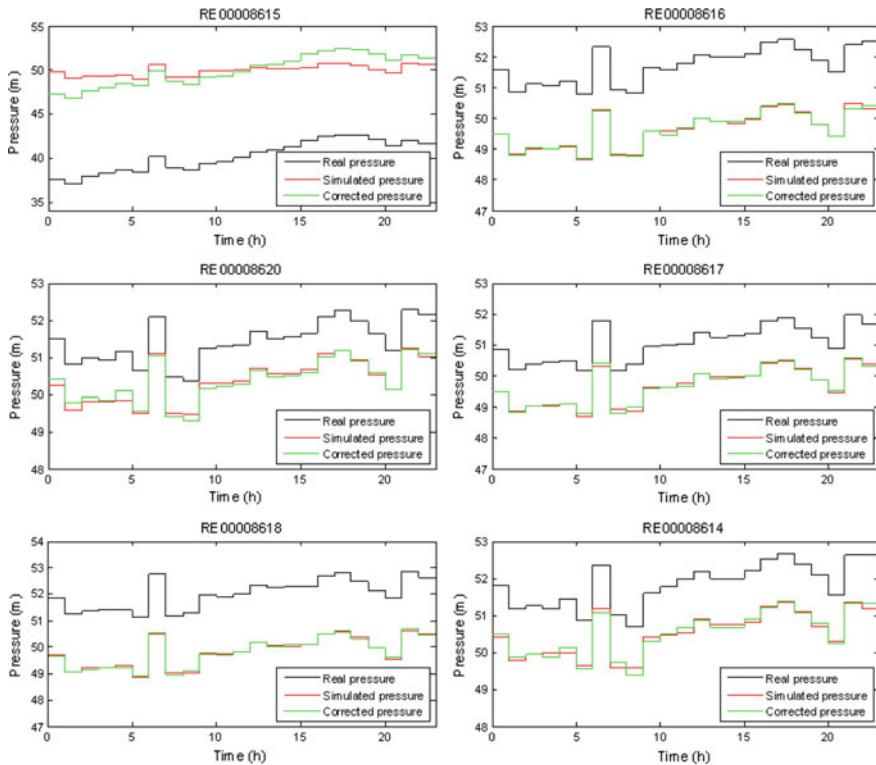 RE00008615
55
50
45
40
35
Pressure (m)
0 5 10 15 20
Time (h)
Real pressure
Simulated pressure
Corrected pressure
RE00008616
53
52
51
50
49
48
47
Pressure (m)
0 5 10 15 20
Time (h)
Real pressure
Simulated pressure
Corrected pressure
RE00008620
53
52
51
50
49
48
Pressure (m)
0 5 10 15 20
Time (h)
Real pressure
Simulated pressure
Corrected pressure
RE00008617
53
52
51
50
49
48
47
Pressure (m)
0 5 10 15 20
Time (h)
Real pressure
Simulated pressure
Corrected pressure
RE00008618
54
53
52
51
50
49
48
47
Pressure (m)
0 5 10 15 20
Time (h)
Real pressure
Simulated pressure
Corrected pressure
RE00008614
53
52
51
50
49
48
Pressure (m)
0 5 10 15 20
Time (h)
Real pressure
Simulated pressure
Corrected pressure